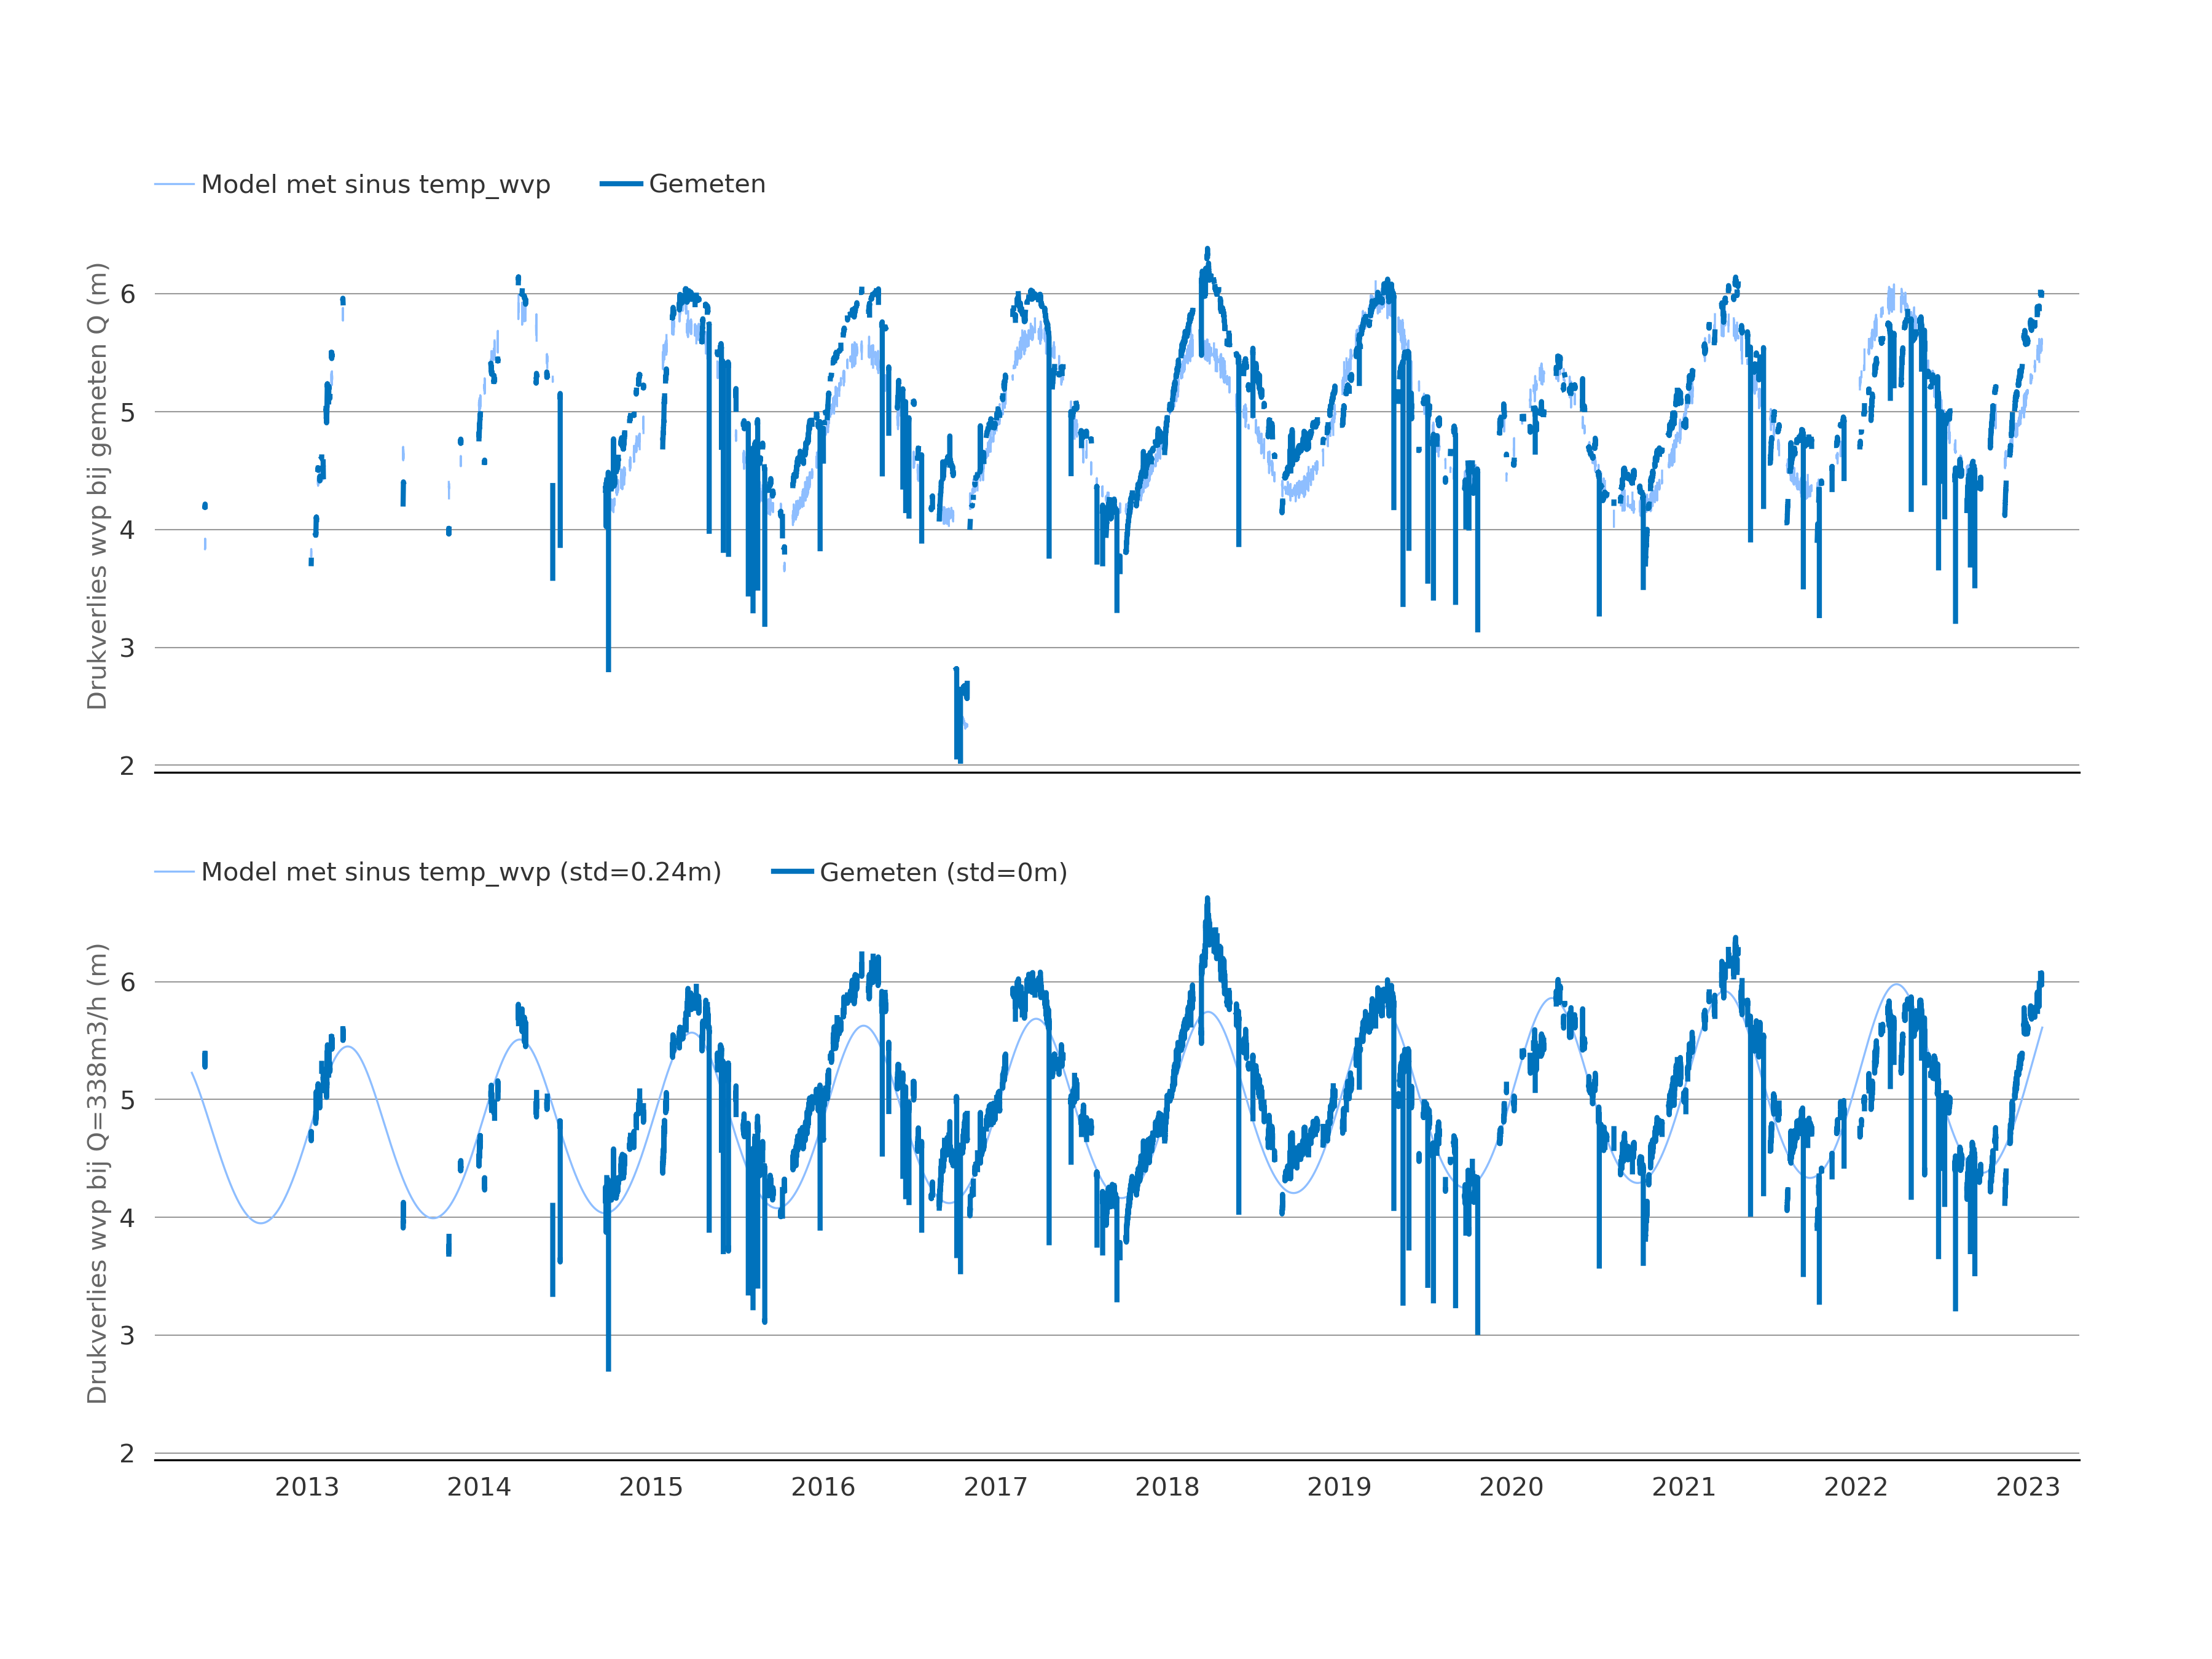 Model met sinus temp_wvp Gemeten
Drukverlies wvp bij gemeten Q (m)
6
5
4
3
2
Model met sinus temp_wvp (std=0.24m) Gemeten (std=0m)
Drukverlies wvp bij Q=338m3/h (m)
6
5
4
3
2
2013 2014 2015 2016 2017 2018 2019 2020 2021 2022 2023